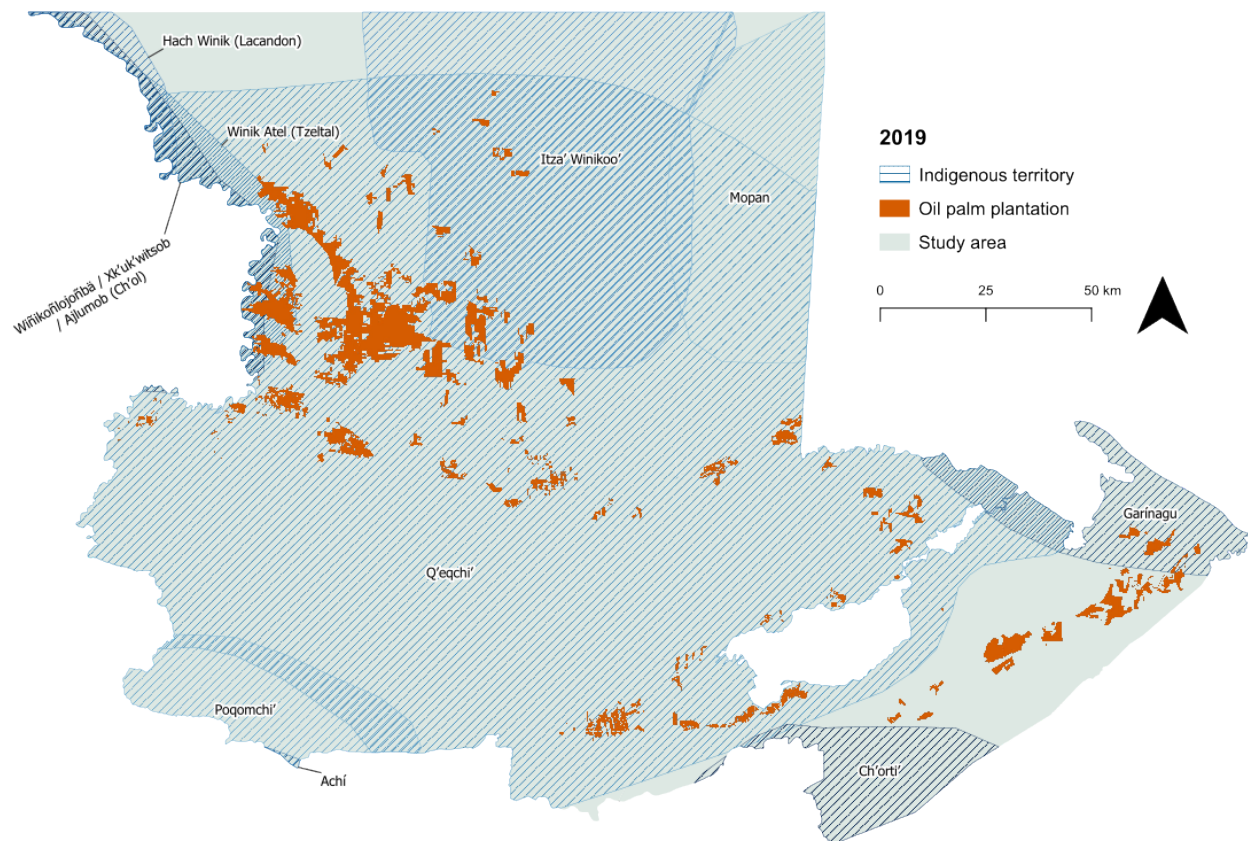 Hach Winik (Lacandon)
Winik Atel (Tzeltal)
Itza' Winikoo'
Mopan
Wiñikoñlojoñbä / Xk'uk'witsob
/ Ajlumob (Ch'ol)
2019
Indigenous territory
Oil palm plantation
Study area
0 25 50 km
Garinagu
Q'eqchi'
Poqomchi'
Achí
Ch'orti'